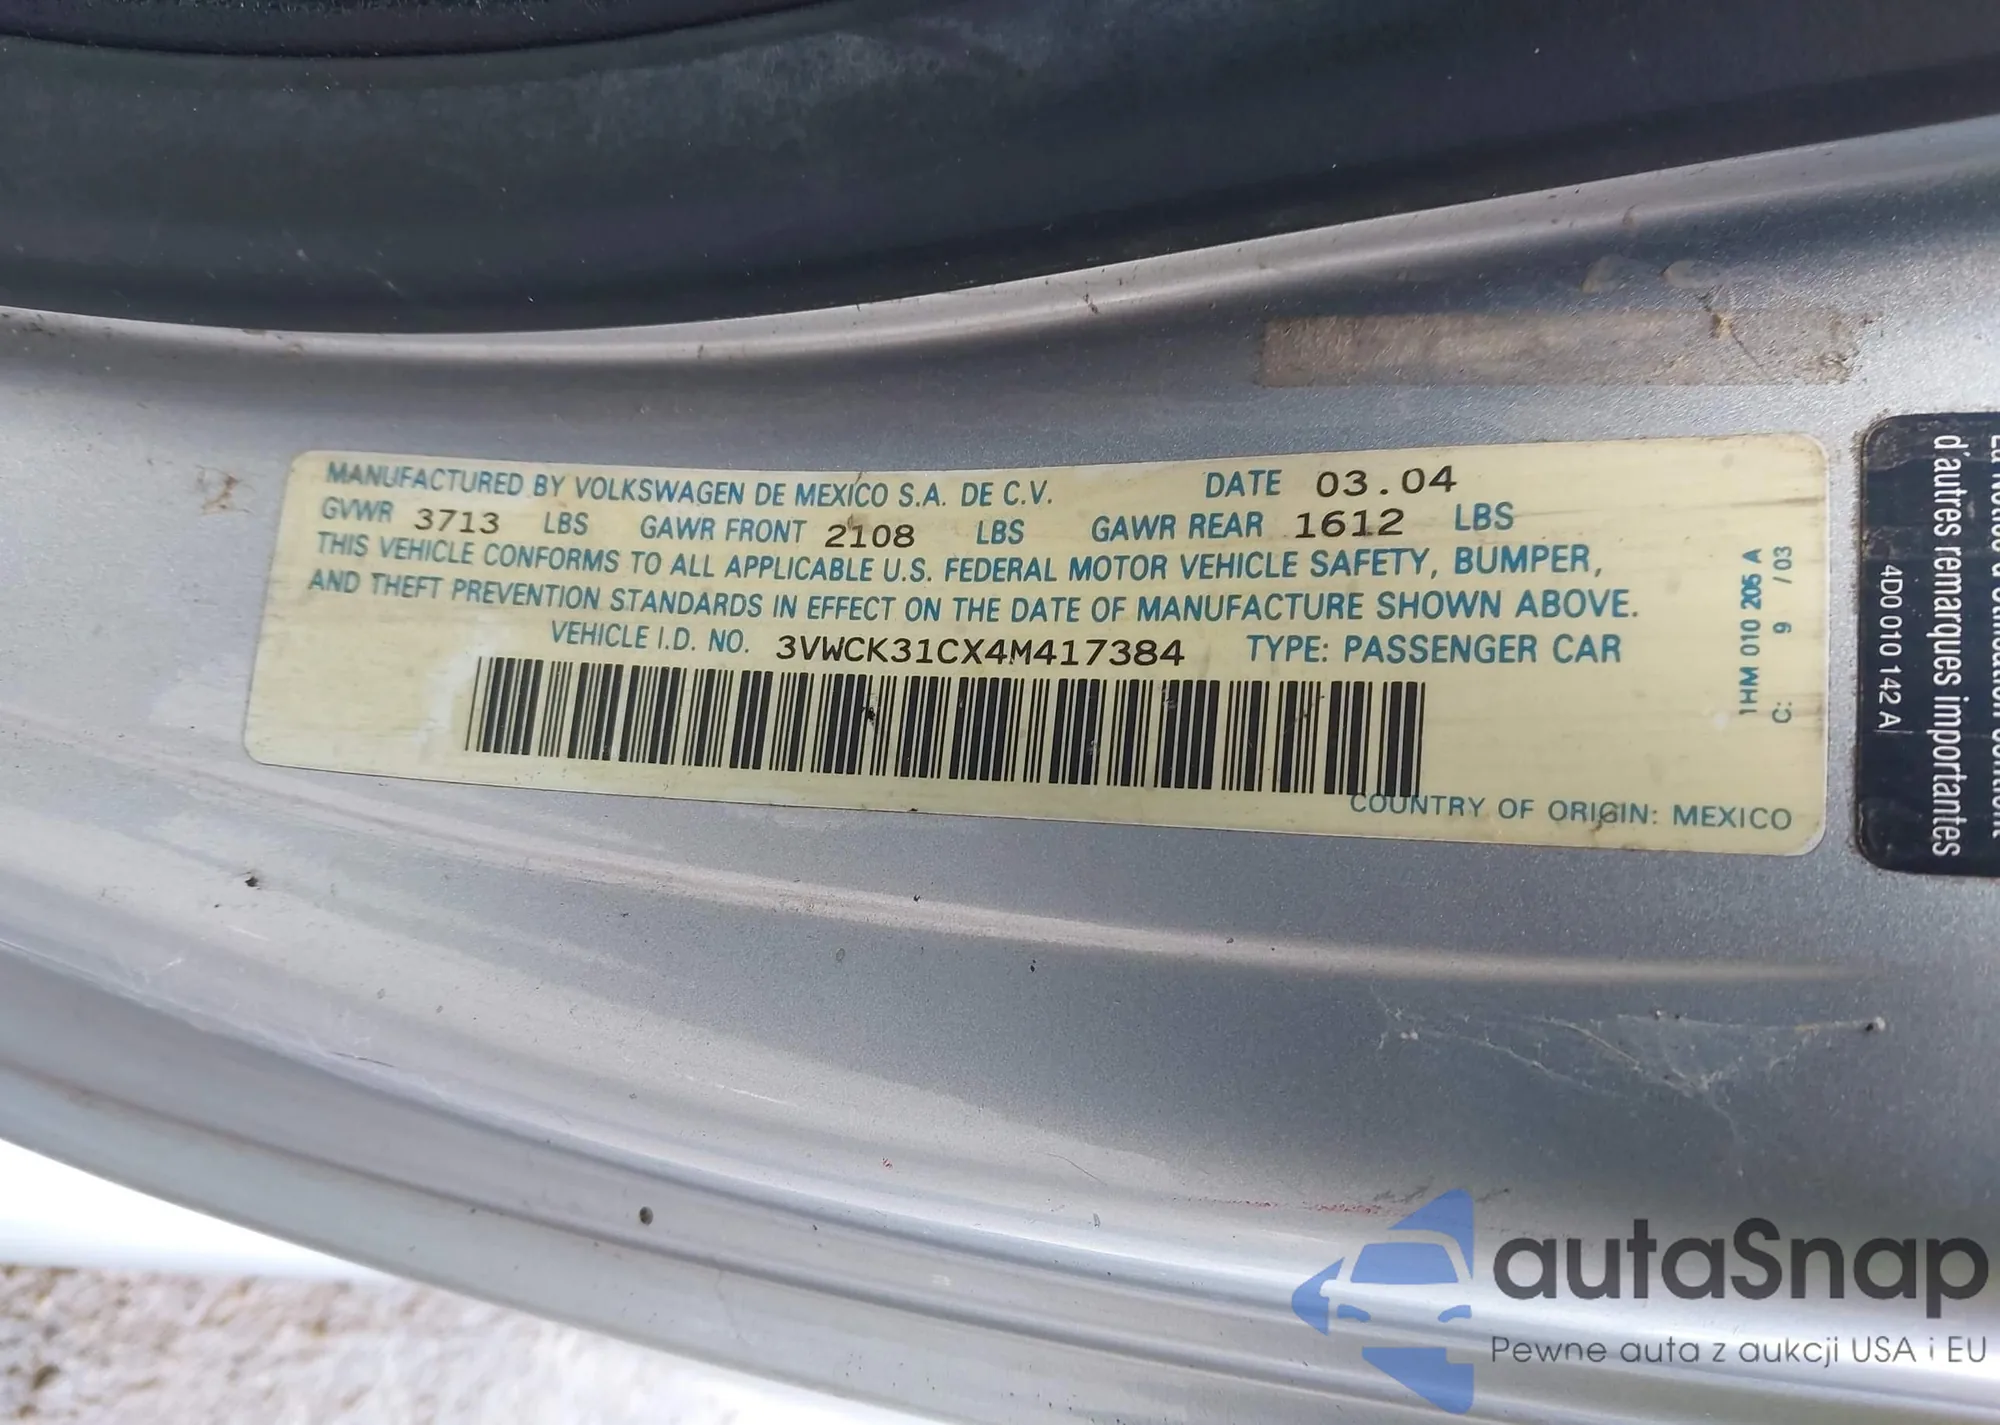 MANUFACTURED BY VOLKSWAGEN DE MEXICO S.A. DE C.V. DATE 03.04
GVWR 3713 LBS GAWR FRONT 2108 LBS GAWR REAR 1612 LBS
THIS VEHICLE CONFORMS TO ALL APPLICABLE U.S. FEDERAL MOTOR VEHICLE SAFETY, BUMPER,
AND THEFT PREVENTION STANDARDS IN EFFECT ON THE DATE OF MANUFACTURE SHOWN ABOVE.
VEHICLE I.D. NO. 3VWCK31CX4M417384 TYPE: PASSENGER CAR
COUNTRY OF ORIGIN: MEXICO
1HM 010 205 A
C: 9 / 03
d'autres remarques importantes
4D0 010 142 A
autaSnap
Pewne auta z aukcji USA i EU